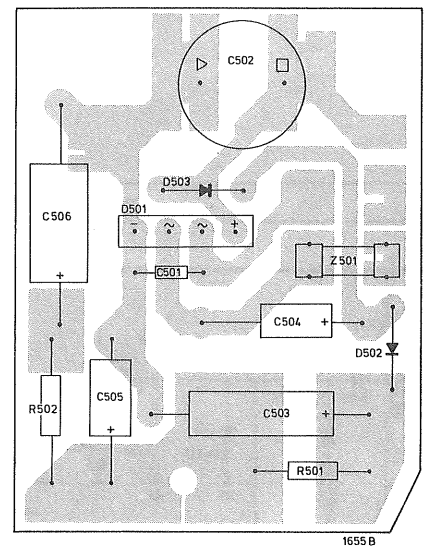 C502
D503
D501
− ~ ~ +
C506
C501
Z501
+
C504 +
D502
C505
R502
C503 +
+
R501
1655 B